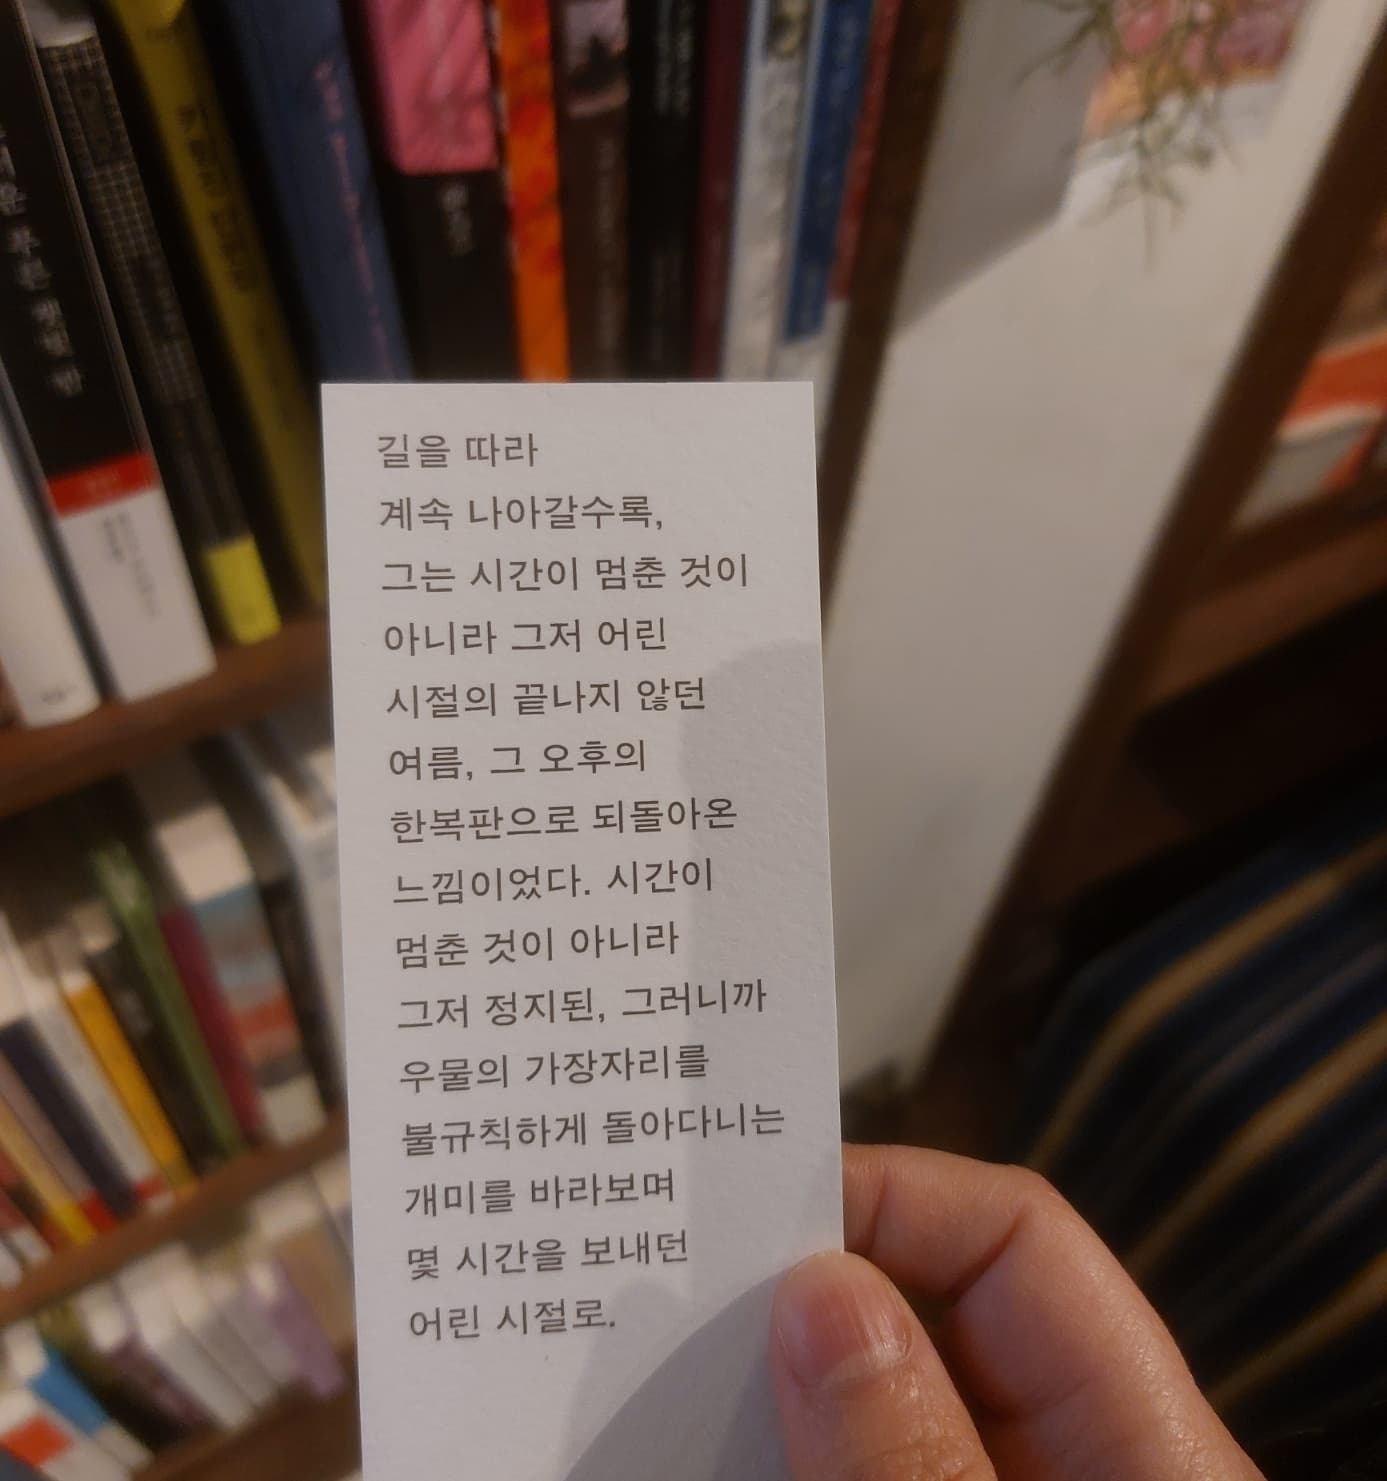 길을 따라
계속 나아갈수록,
그는 시간이 멈춘 것이
아니라 그저 어린
시절의 끝나지 않던
여름, 그 오후의
한복판으로 되돌아온
느낌이었다. 시간이
멈춘 것이 아니라
그저 정지된, 그러니까
우물의 가장자리를
불규칙하게 돌아다니는
개미를 바라보며
몇 시간을 보내던
어린 시절로.